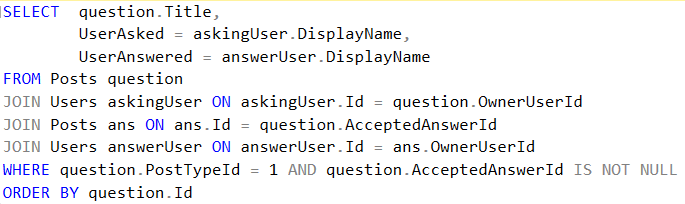 SELECT  question.Title,
        UserAsked = askingUser.DisplayName,
        UserAnswered = answerUser.DisplayName
FROM Posts question
JOIN Users askingUser ON askingUser.Id = question.OwnerUserId
JOIN Posts ans ON ans.Id = question.AcceptedAnswerId
JOIN Users answerUser ON answerUser.Id = ans.OwnerUserId
WHERE question.PostTypeId = 1 AND question.AcceptedAnswerId IS NOT NULL
ORDER BY question.Id